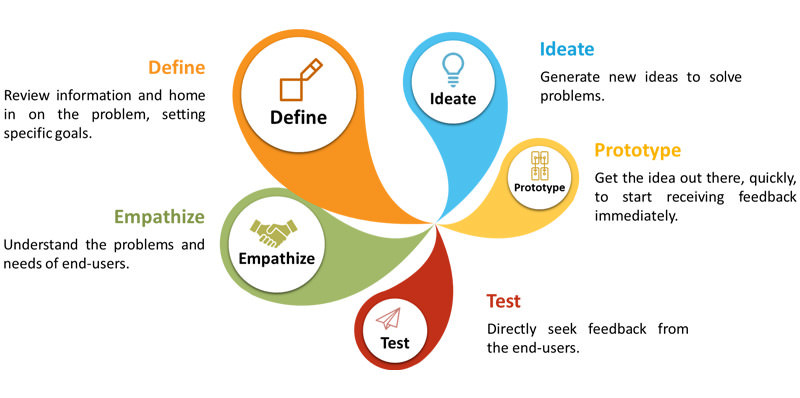 Define
Review information and home
in on the problem, setting
specific goals.
Define
Ideate
Ideate
Generate new ideas to solve
problems.
Prototype
Prototype
Get the idea out there, quickly,
to start receiving feedback
immediately.
Empathize
Understand the problems and
needs of end-users.
Empathize
Test
Test
Directly seek feedback from
the end-users.